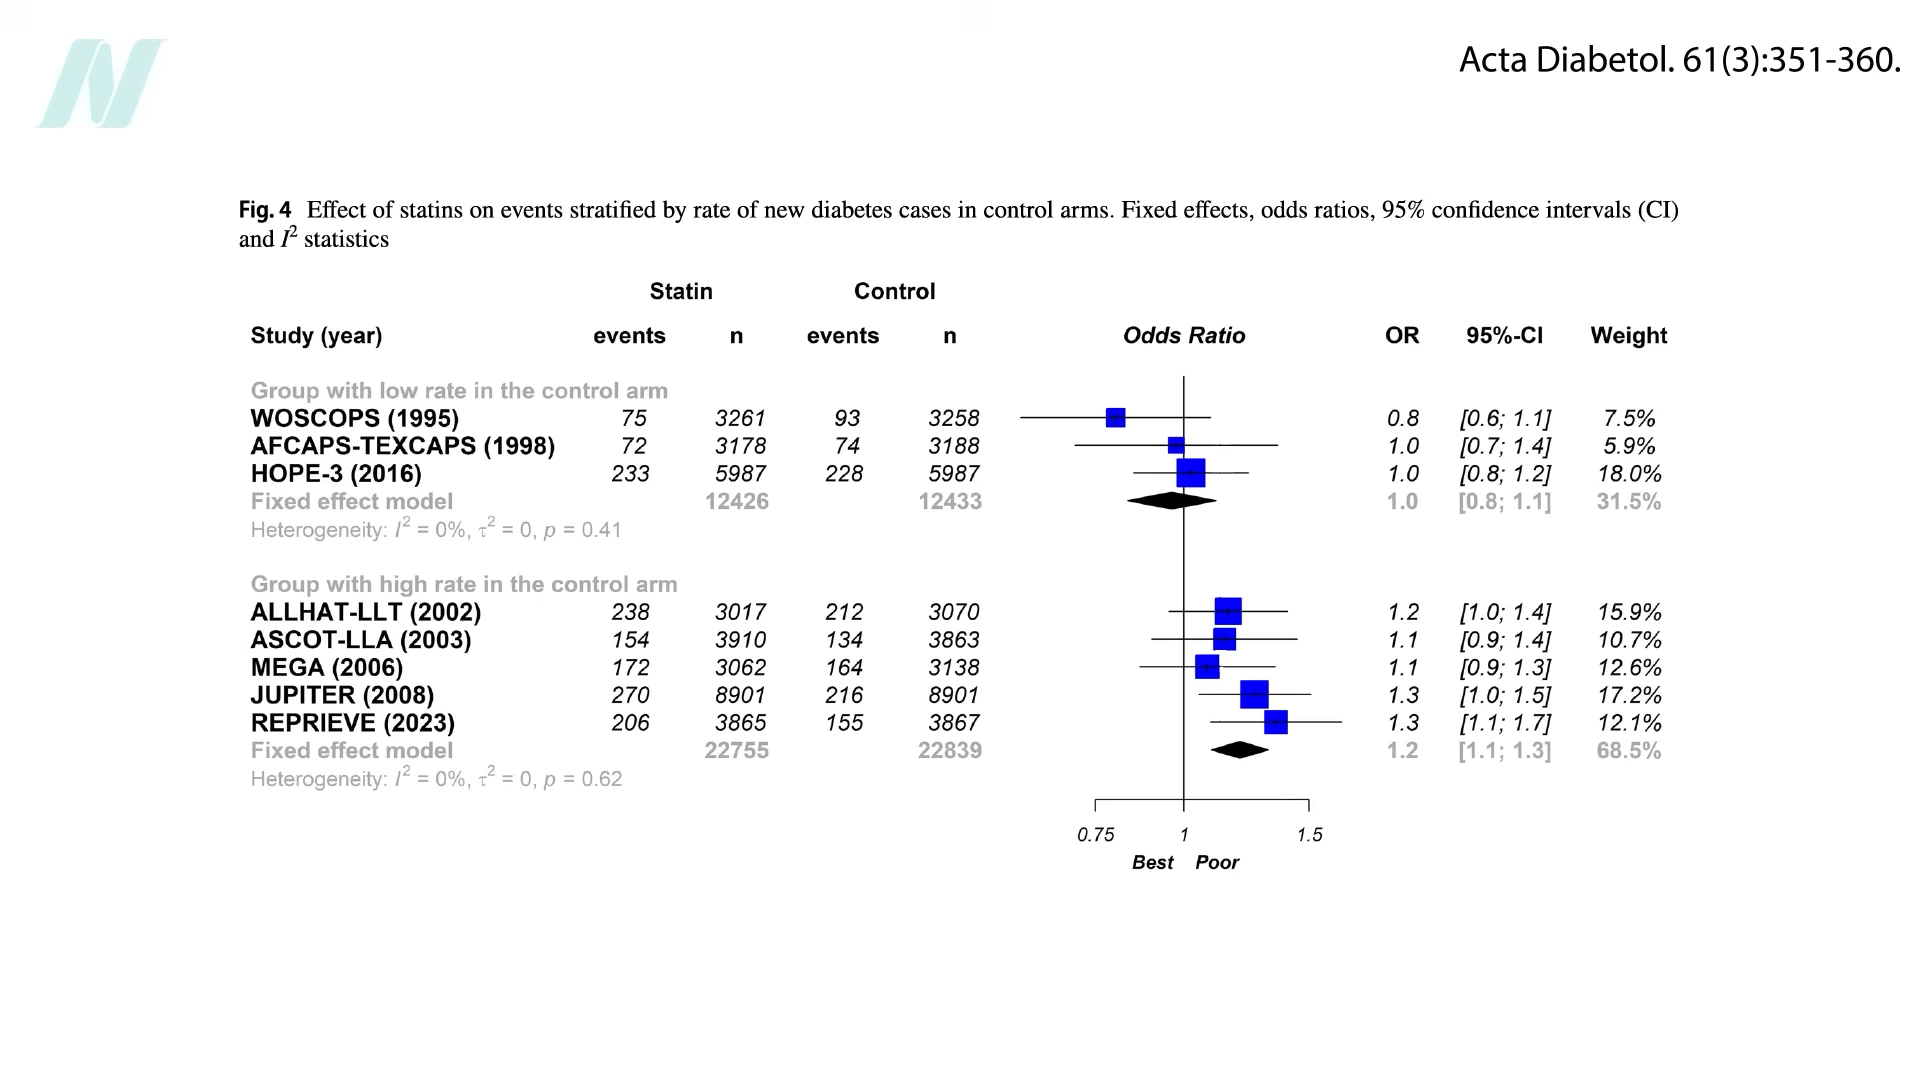 Acta Diabetol. 61(3):351-360.
Fig. 4 Effect of statins on events stratified by rate of new diabetes cases in control arms. Fixed effects, odds ratios, 95% confidence intervals (CI)
and I² statistics
Statin Control
Study (year) events n events n Odds Ratio OR 95%-CI Weight
Group with low rate in the control arm
WOSCOPS (1995) 75 3261 93 3258 0.8 [0.6; 1.1] 7.5%
AFCAPS-TEXCAPS (1998) 72 3178 74 3188 1.0 [0.7; 1.4] 5.9%
HOPE-3 (2016) 233 5987 228 5987 1.0 [0.8; 1.2] 18.0%
Fixed effect model 12426 12433 1.0 [0.8; 1.1] 31.5%
Heterogeneity: I² = 0%, τ² = 0, p = 0.41
Group with high rate in the control arm
ALLHAT-LLT (2002) 238 3017 212 3070 1.2 [1.0; 1.4] 15.9%
ASCOT-LLA (2003) 154 3910 134 3863 1.1 [0.9; 1.4] 10.7%
MEGA (2006) 172 3062 164 3138 1.1 [0.9; 1.3] 12.6%
JUPITER (2008) 270 8901 216 8901 1.3 [1.0; 1.5] 17.2%
REPRIEVE (2023) 206 3865 155 3867 1.3 [1.1; 1.7] 12.1%
Fixed effect model 22755 22839 1.2 [1.1; 1.3] 68.5%
Heterogeneity: I² = 0%, τ² = 0, p = 0.62
0.75 1 1.5
Best Poor